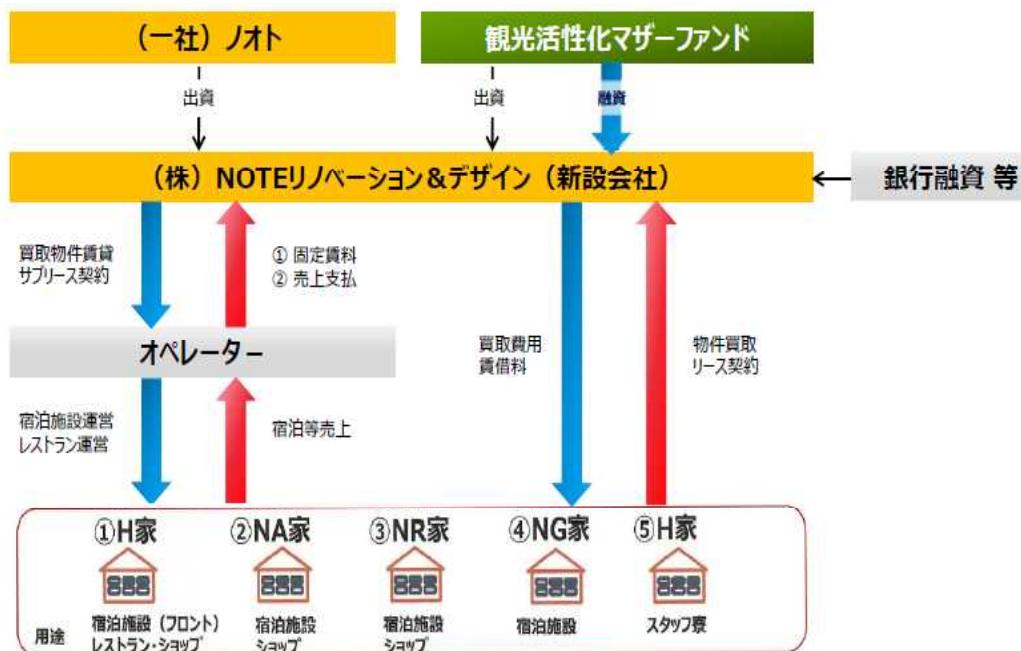 （一社）ノオト
観光活性化マザーファンド
出資
出資
融資
（株）NOTEリノベーション＆デザイン（新設会社）
銀行融資 等
買取物件賃貸
サブリース契約
① 固定賃料
② 売上支払
オペレーター
買取費用
賃借料
物件買取
リース契約
宿泊施設運営
レストラン運営
宿泊等売上
①H家
②NA家
③NR家
④NG家
⑤H家
用途
宿泊施設（フロント）
レストラン・ショップ
宿泊施設
ショップ
宿泊施設
ショップ
宿泊施設
スタッフ寮